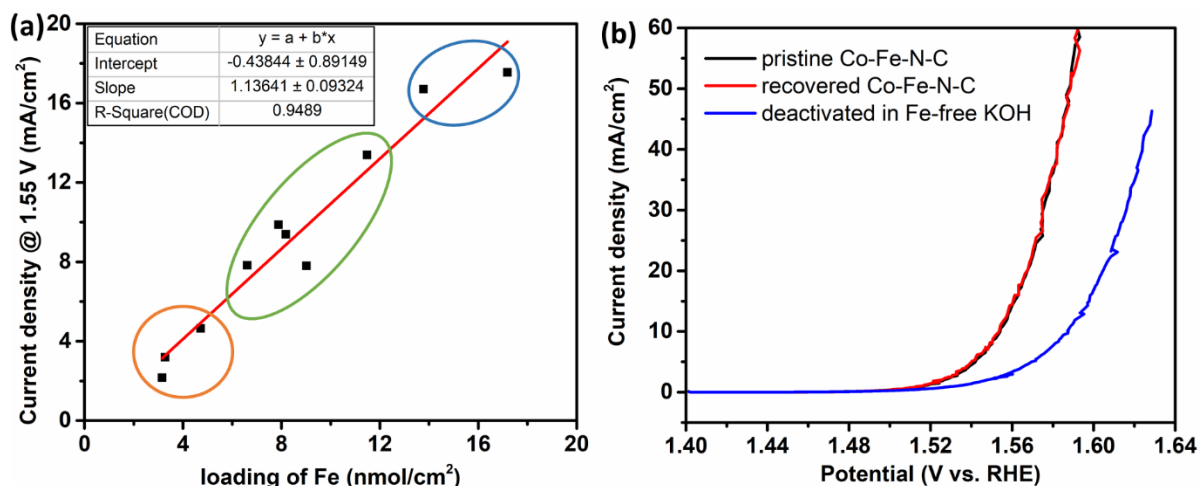 (a)
Equation y = a + b*x
Intercept -0.43844 ± 0.89149
Slope 1.13641 ± 0.09324
R-Square(COD) 0.9489
Current density @ 1.55 V (mA/cm²)
20
16
12
8
4
0
0 4 8 12 16 20
loading of Fe (nmol/cm²)
(b)
pristine Co-Fe-N-C
recovered Co-Fe-N-C
deactivated in Fe-free KOH
Current density (mA/cm²)
60
50
40
30
20
10
0
1.40 1.44 1.48 1.52 1.56 1.60 1.64
Potential (V vs. RHE)